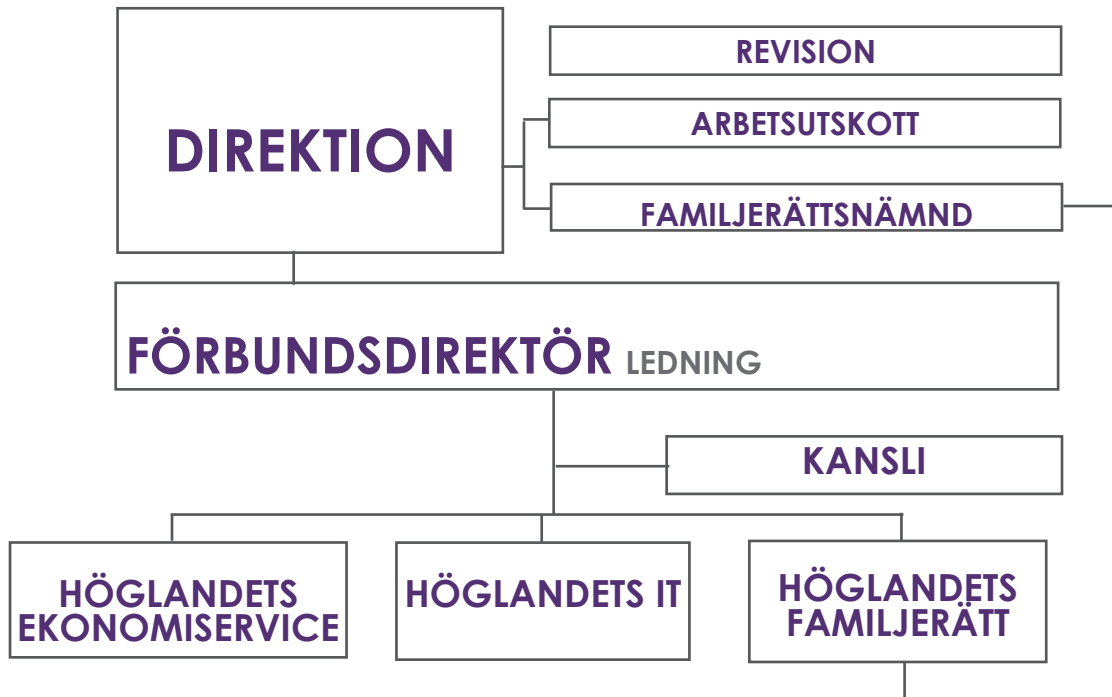 DIREKTION
REVISION
ARBETSUTSKOTT
FAMILJERÄTTSNÄMND
FÖRBUNDSDIREKTÖR LEDNING
KANSLI
HÖGLANDETS
EKONOMISERVICE
HÖGLANDETS IT
HÖGLANDETS
FAMILJERÄTT